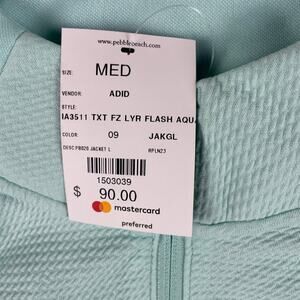 www.pebblebeach.com
SIZE: MED
VENDOR: ADID
STYLE:
IA3511 TXT FZ LYR FLASH AQU
COLOR 09 JAKGL
DESC PB020 JACKET L RPLN23
1503039
$ 90.00
mastercard
preferred